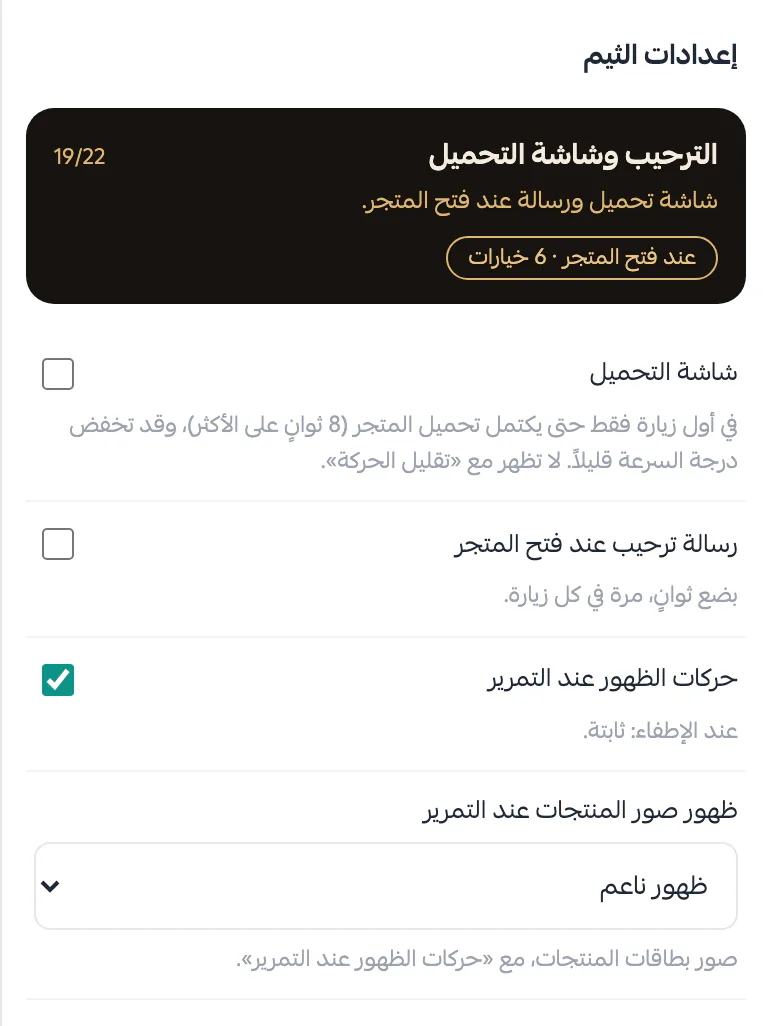 إعدادات الثيم
الترحيب وشاشة التحميل
19/22
شاشة تحميل ورسالة عند فتح المتجر.
عند فتح المتجر · 6 خيارات
شاشة التحميل
في أول زيارة فقط حتى يكتمل تحميل المتجر (8 ثوانٍ على الأكثر)، وقد تخفض
درجة السرعة قليلاً. لا تظهر مع «تقليل الحركة».
رسالة ترحيب عند فتح المتجر
بضع ثوانٍ، مرة في كل زيارة.
حركات الظهور عند التمرير
عند الإطفاء: ثابتة.
ظهور صور المنتجات عند التمرير
ظهور ناعم
صور بطاقات المنتجات، مع «حركات الظهور عند التمرير».